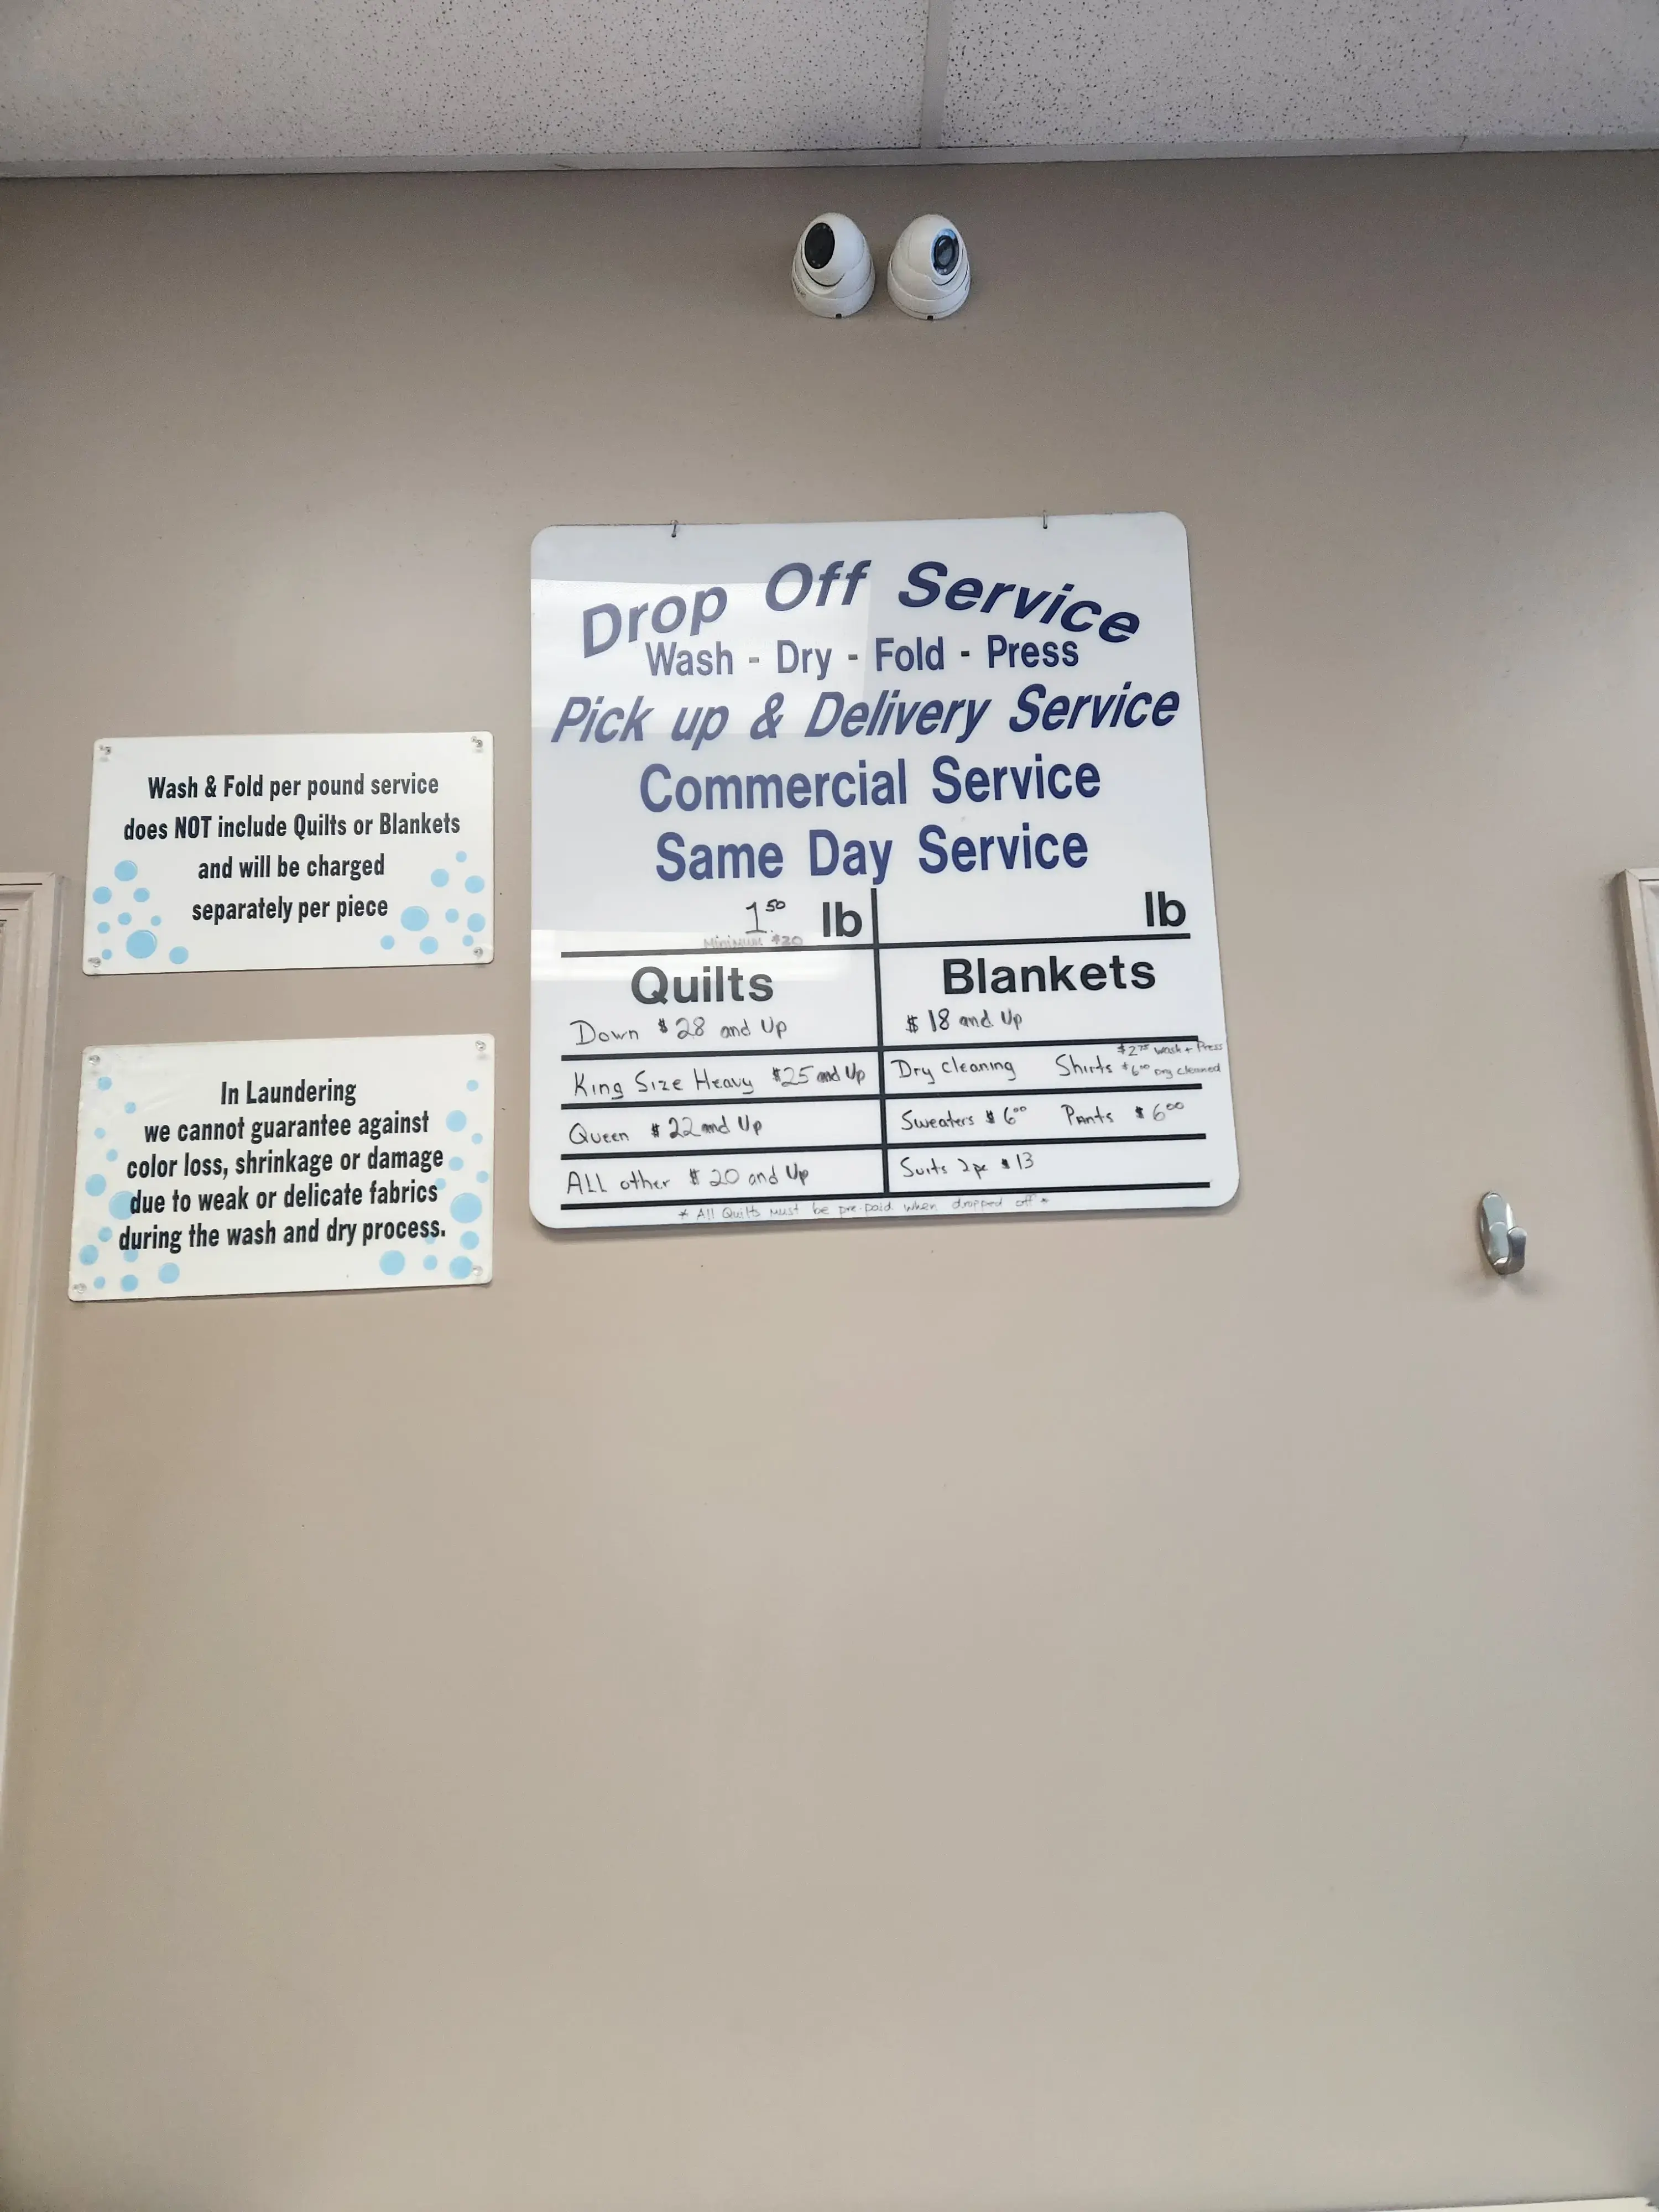 Drop Off Service
Wash - Dry - Fold - Press
Pick up & Delivery Service
Commercial Service
Same Day Service
1.50 lb
Minimum $20
lb
Quilts
Down $28 and Up
King Size Heavy $25 and Up
Queen $22 and Up
ALL other $20 and Up
Blankets
$18 and Up
Dry Cleaning Shirts
$2.75 wash + Press
$6.00 Dry cleaned
Sweaters $6.00 Pants $6.00
Suits 2pc $13
* All Quilts must be pre-paid when dropped off *
Wash & Fold per pound service
does NOT include Quilts or Blankets
and will be charged
separately per piece
In Laundering
we cannot guarantee against
color loss, shrinkage or damage
due to weak or delicate fabrics
during the wash and dry process.